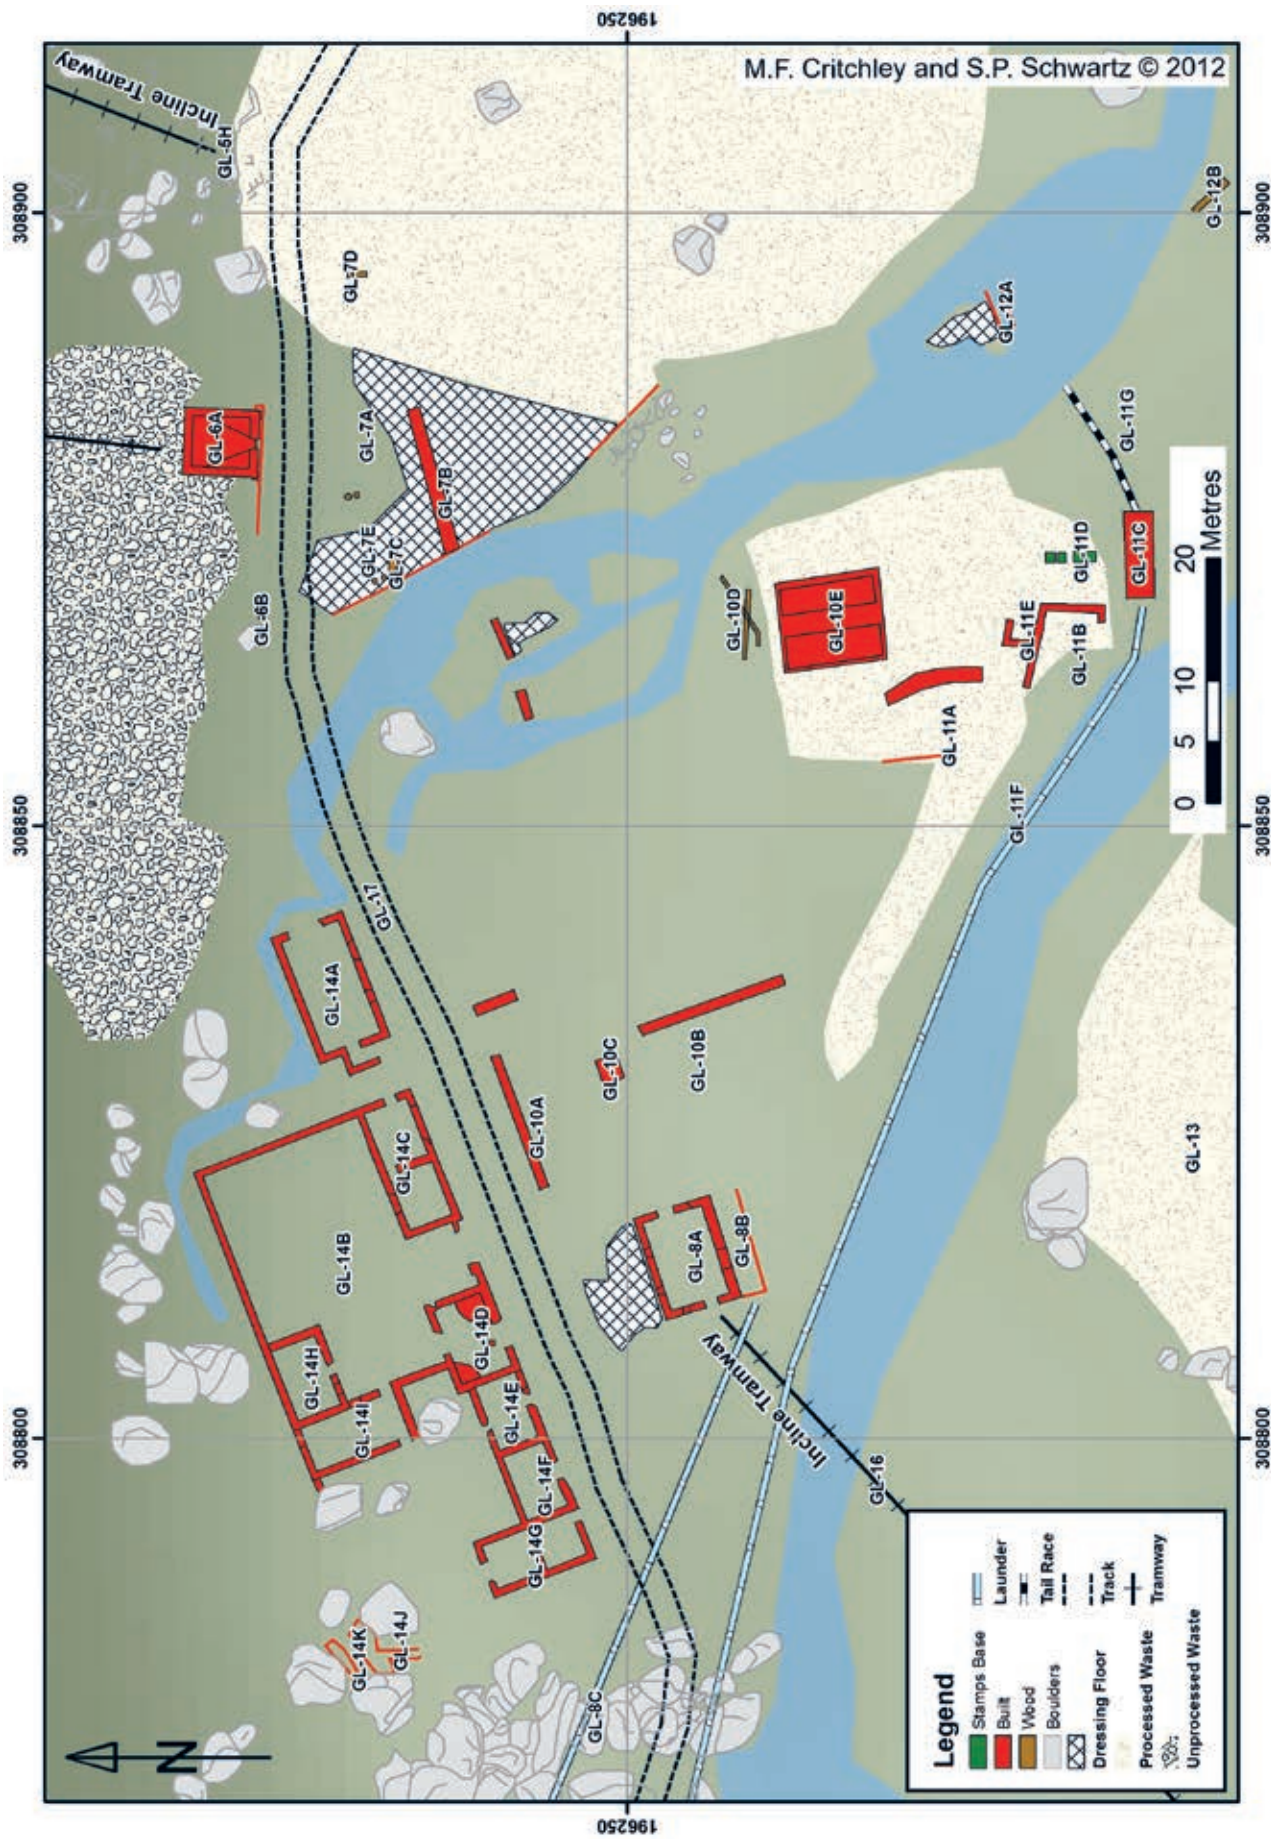 196250
M.F. Critchley and S.P. Schwartz © 2012
Incline Tramway
GL-5H
308900
308900
GL-12B
GL-7D
GL-12A
GL-6A
GL-7A
GL-7B
GL-11G
GL-7E
GL-7C
GL-11D
GL-11C
GL-6B
GL-10D
GL-10E
GL-11E
GL-11B
GL-11A
GL-11F
0 5 10 20
Metres
308850
308850
GL-17
GL-14A
GL-10C
GL-10B
GL-10A
GL-14C
GL-13
GL-14B
GL-8A
GL-8B
GL-14D
GL-14H
GL-14E
GL-14I
Incline Tramway
308800
308800
GL-16
GL-14F
GL-14G
GL-14K
GL-14J
GL-8C
N
Legend
Stamps Base
Built
Wood
Boulders
Dressing Floor
Processed Waste
Unprocessed Waste
Launder
Tail Race
Track
Tramway
196250